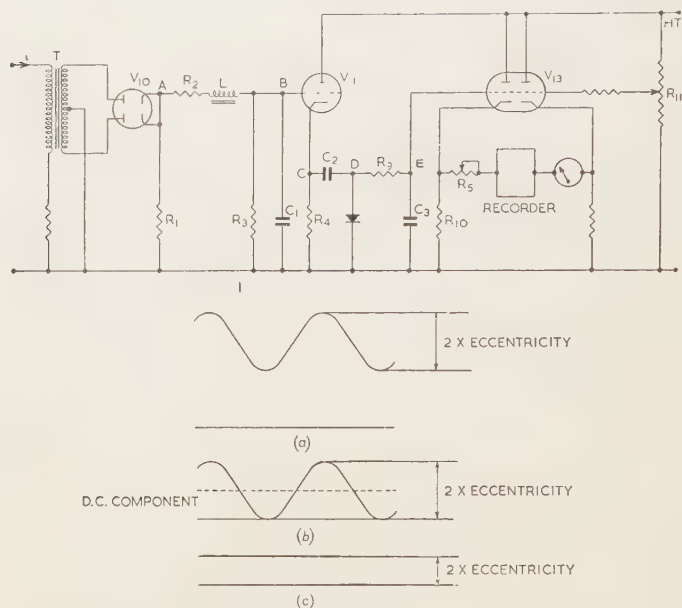 i
T
V10
A
R2
L
B
V1
V13
HT
R11
C
C2
D
R9
E
R5
RECORDER
R1
R3
C1
R4
C3
R10
2 X ECCENTRICITY
(a)
D.C. COMPONENT
2 X ECCENTRICITY
(b)
2 X ECCENTRICITY
(c)